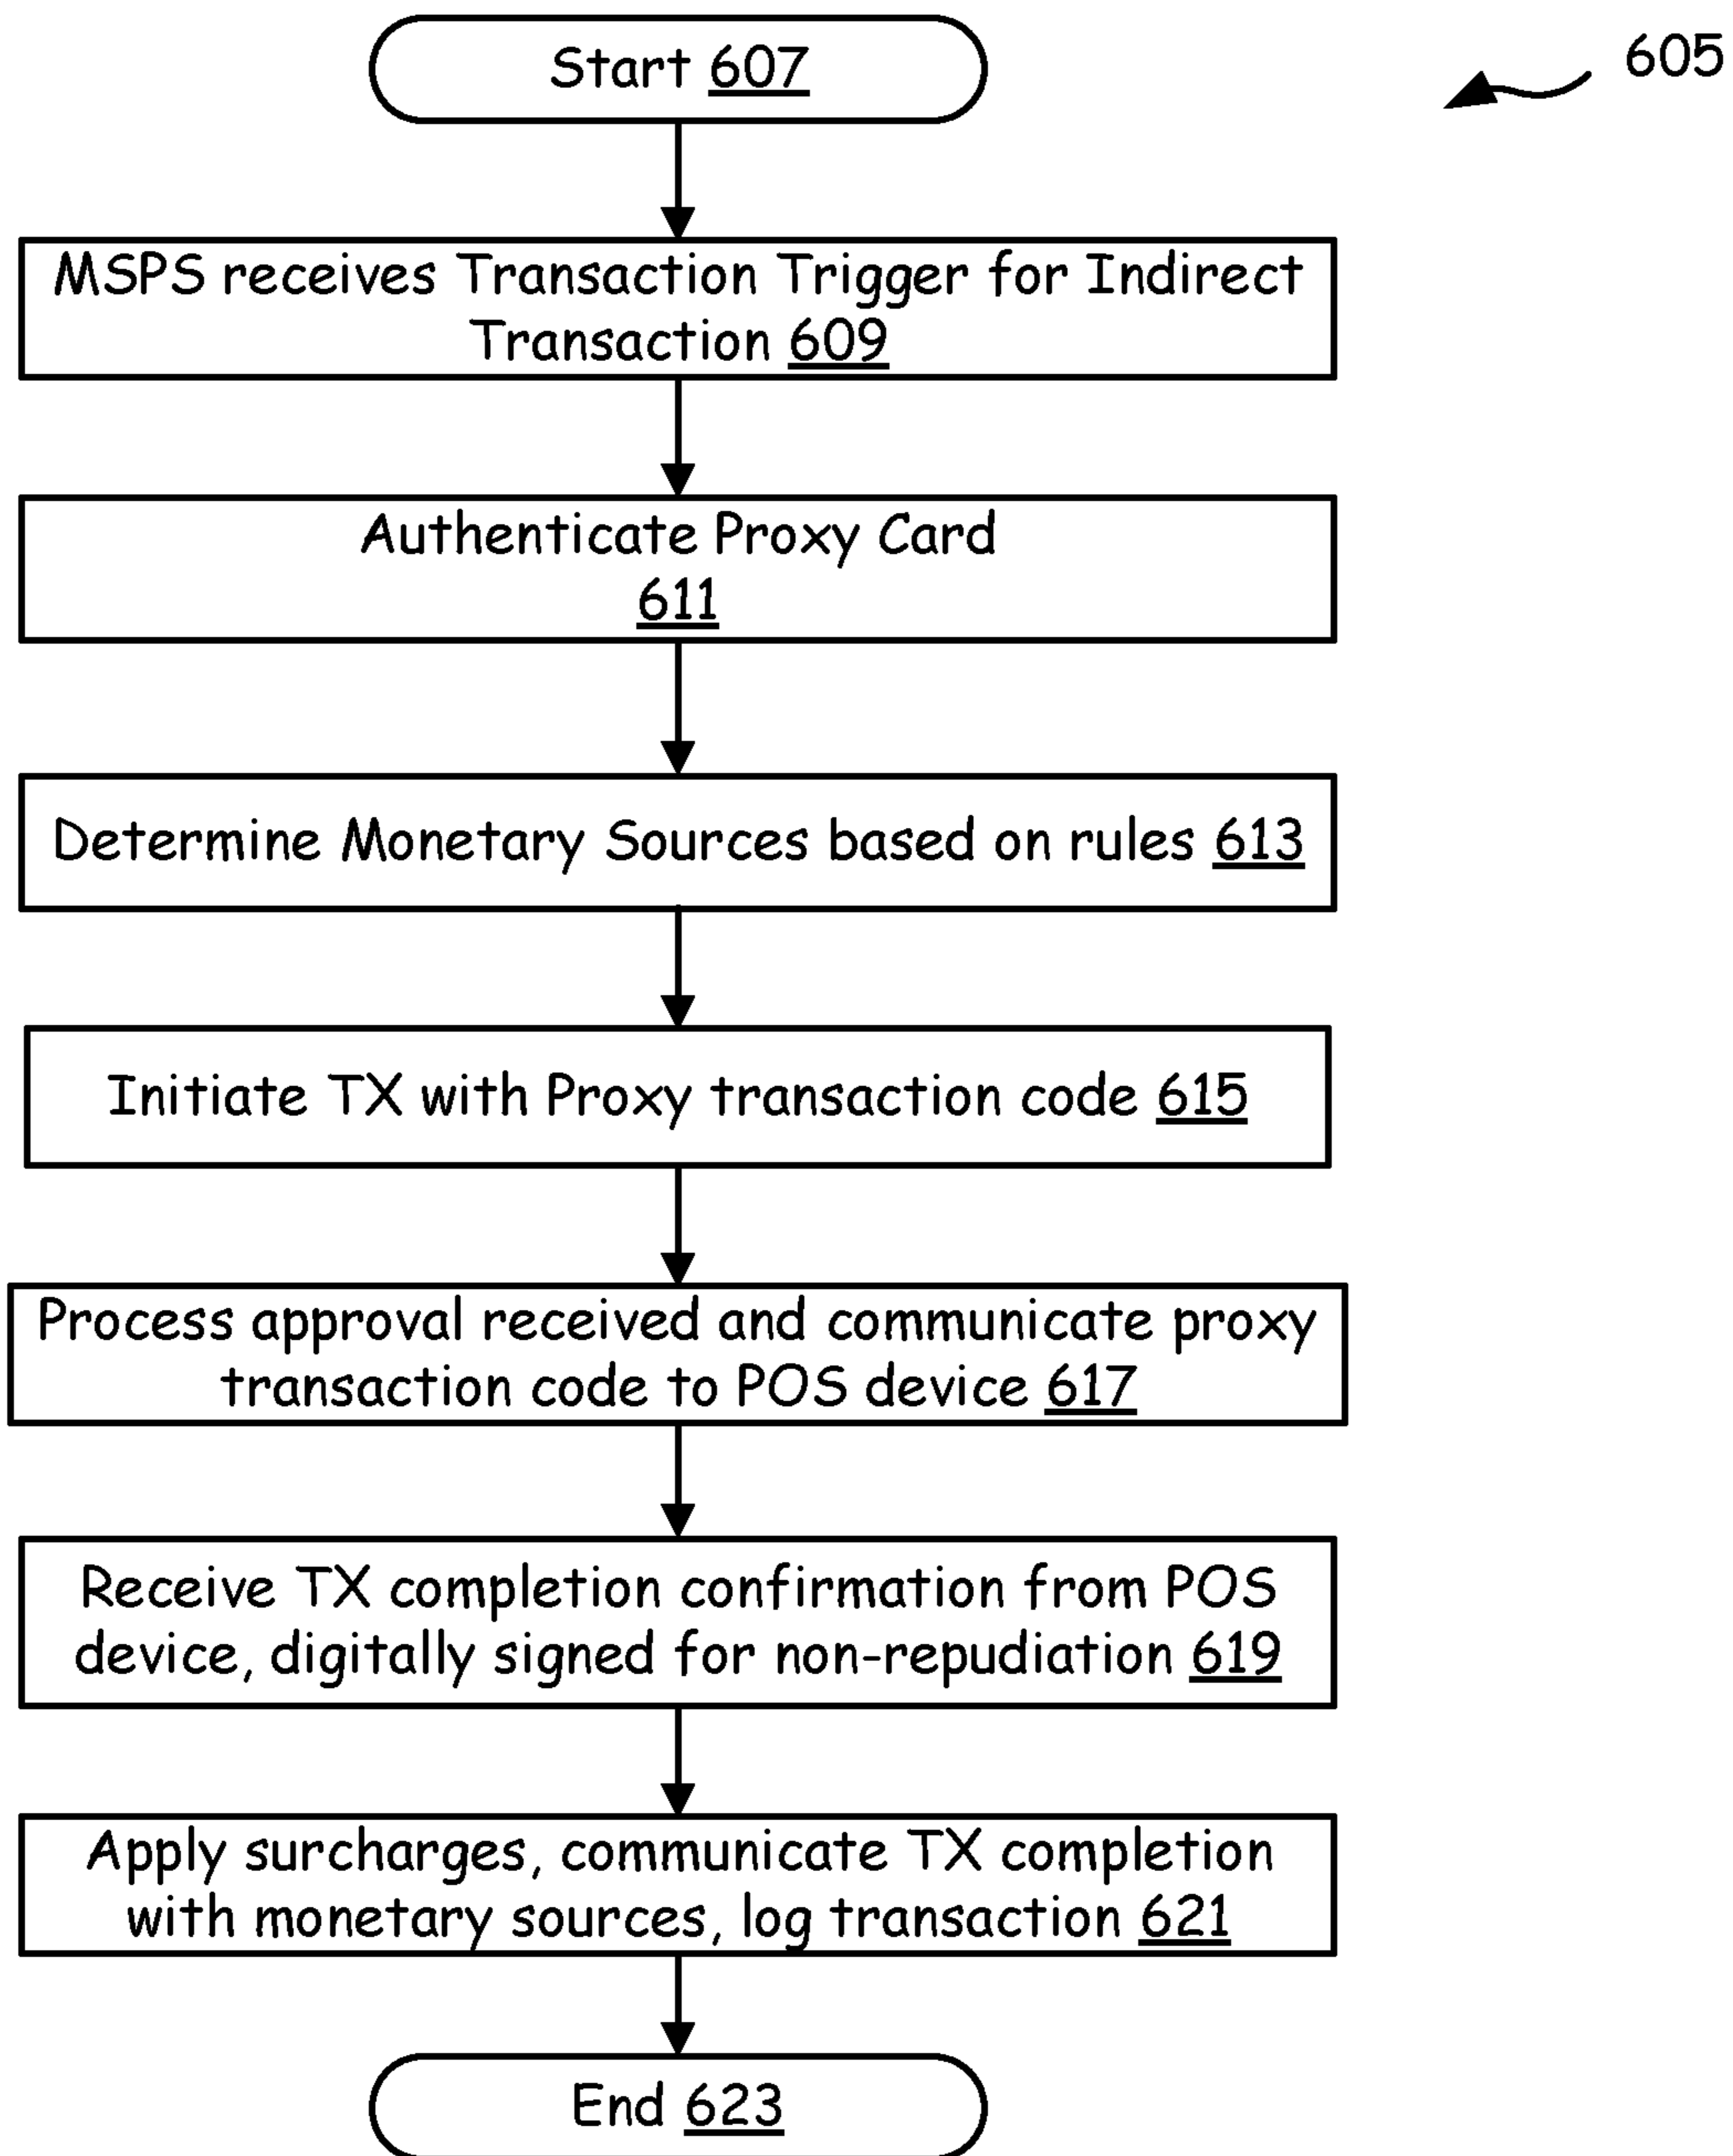 Start 607
605
MSPS receives Transaction Trigger for Indirect
Transaction 609
Authenticate Proxy Card
611
Determine Monetary Sources based on rules 613
Initiate TX with Proxy transaction code 615
Process approval received and communicate proxy
transaction code to POS device 617
Receive TX completion confirmation from POS
device, digitally signed for non-repudiation 619
Apply surcharges, communicate TX completion
with monetary sources, log transaction 621
End 623